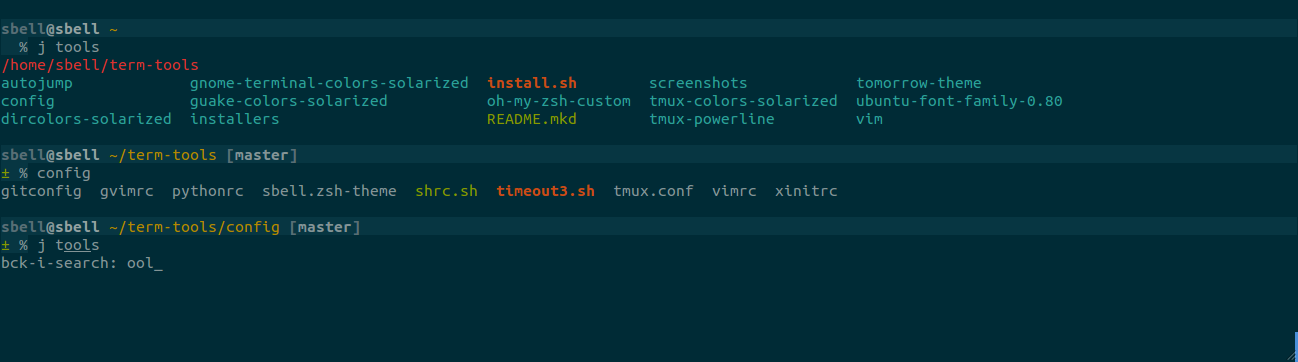 sbell@sbell ~
% j tools
/home/sbell/term-tools
autojump gnome-terminal-colors-solarized install.sh screenshots tomorrow-theme
config guake-colors-solarized oh-my-zsh-custom tmux-colors-solarized ubuntu-font-family-0.80
dircolors-solarized installers README.mkd tmux-powerline vim
sbell@sbell ~/term-tools [master]
± % config
gitconfig gvimrc pythonrc sbell.zsh-theme shrc.sh timeout3.sh tmux.conf vimrc xinitrc
sbell@sbell ~/term-tools/config [master]
± % j tools
bck-i-search: ool_